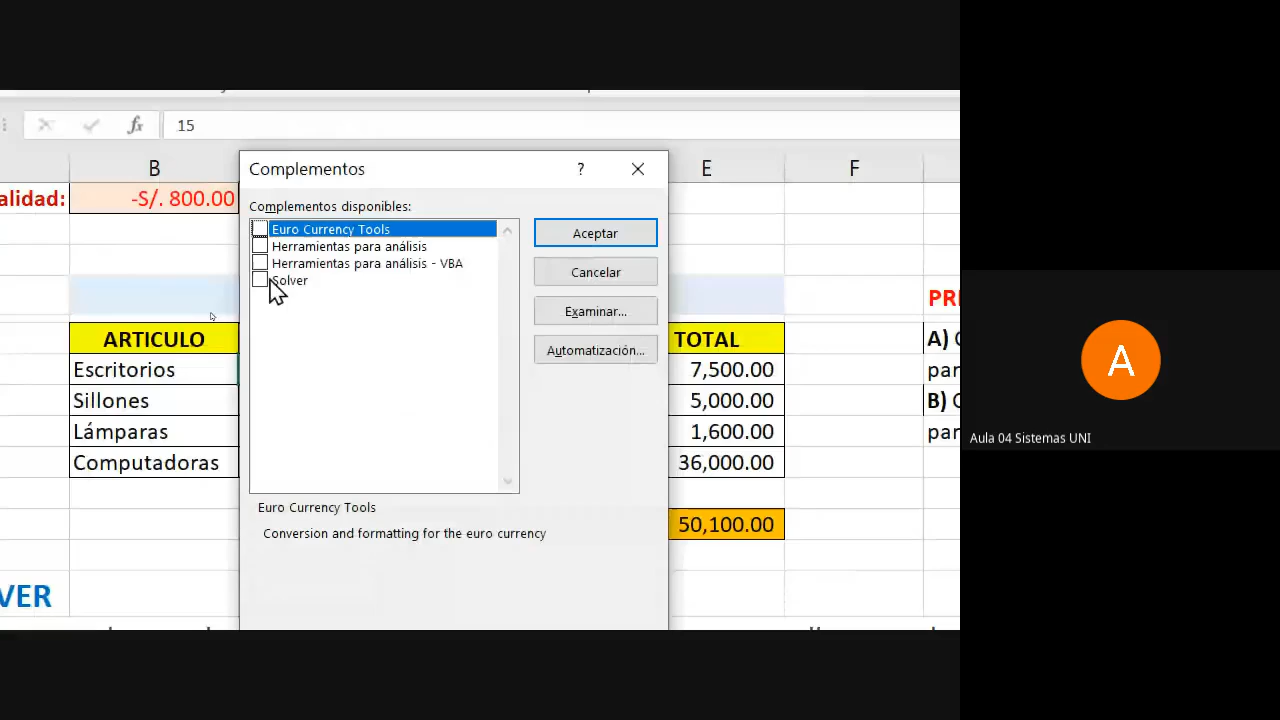 fx 15
B E F
alidad: -S/. 800.00
Complementos ?
Complementos disponibles:
Euro Currency Tools
Herramientas para análisis
Herramientas para análisis - VBA
Solver
Aceptar
Cancelar
Examinar...
Automatización...
Euro Currency Tools
Conversion and formatting for the euro currency
PRE
ARTICULO TOTAL A)
Escritorios 7,500.00 par
Sillones 5,000.00 B)
Lámparas 1,600.00 par
Computadoras 36,000.00
50,100.00
VER
A
Aula 04 Sistemas UNI